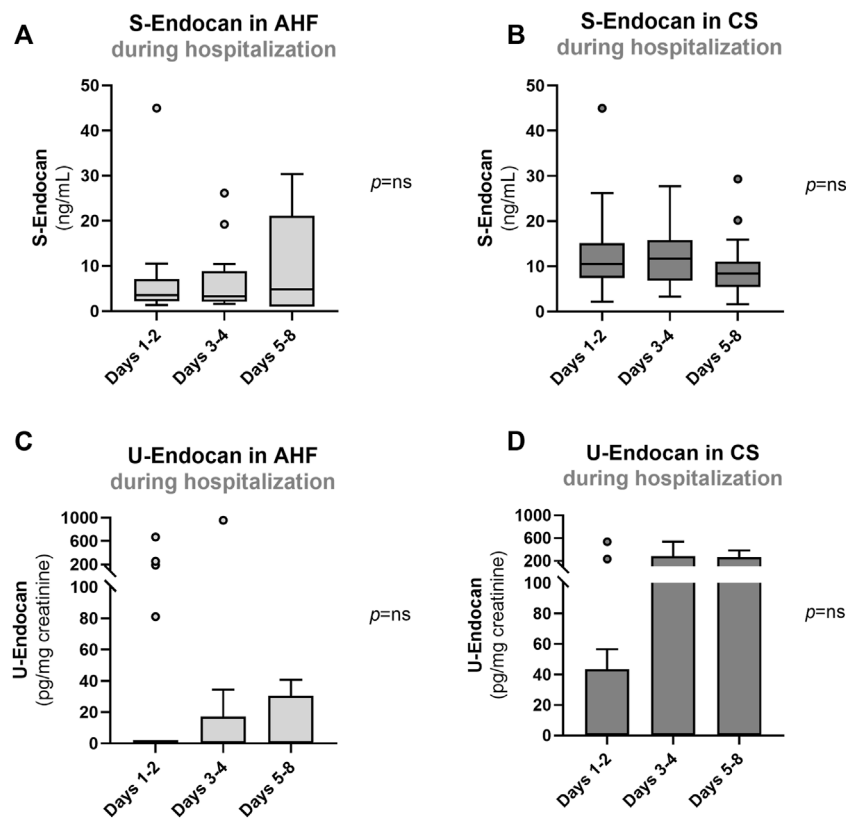 A
S-Endocan in AHF
during hospitalization
S-Endocan
(ng/mL)
50
40
30
20
10
0
Days 1-2
Days 3-4
Days 5-8
p=ns
B
S-Endocan in CS
during hospitalization
S-Endocan
(ng/mL)
50
40
30
20
10
0
Days 1-2
Days 3-4
Days 5-8
p=ns
C
U-Endocan in AHF
during hospitalization
U-Endocan
(pg/mg creatinine)
1000
600
200
100
80
60
40
20
0
Days 1-2
Days 3-4
Days 5-8
p=ns
D
U-Endocan in CS
during hospitalization
U-Endocan
(pg/mg creatinine)
1000
600
200
100
80
60
40
20
0
Days 1-2
Days 3-4
Days 5-8
p=ns